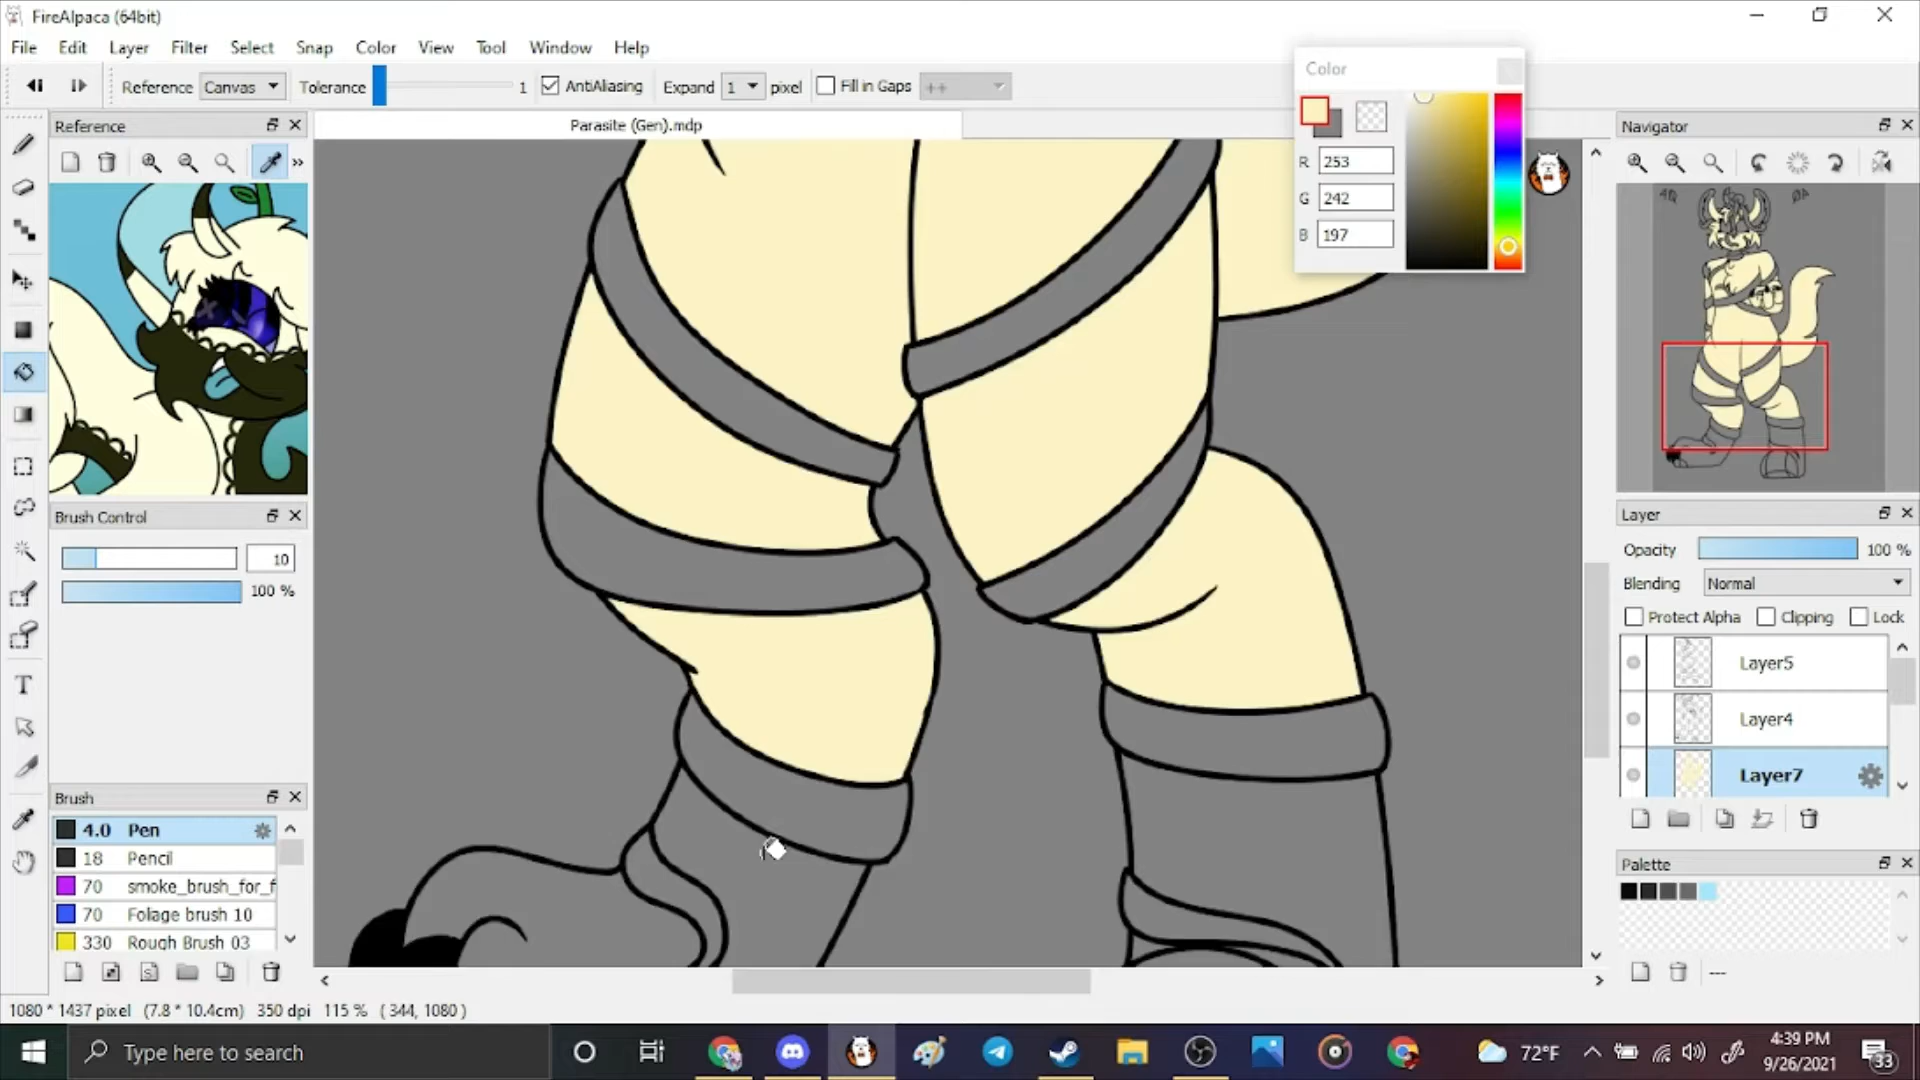 FireAlpaca (64bit)
File Edit Layer Filter Select Snap Color View Tool Window Help
Reference Canvas Tolerance 1 AntiAliasing Expand 1 pixel Fill in Gaps ++
Color
R 253
G 242
B 197
Reference
Parasite (Gen).mdp
Navigator
Brush Control
10
100 %
Layer
Opacity 100 %
Blending Normal
Protect Alpha Clipping Lock
Layer5
Layer4
Layer7
Brush
4.0 Pen
18 Pencil
70 smoke_brush_for_f
70 Foliage brush 10
330 Rough Brush 03
Palette
---
1080 * 1437 pixel (7.8 * 10.4cm) 350 dpi 115 % ( 344, 1080 )
Type here to search
72°F
4:39 PM
9/26/2021
33